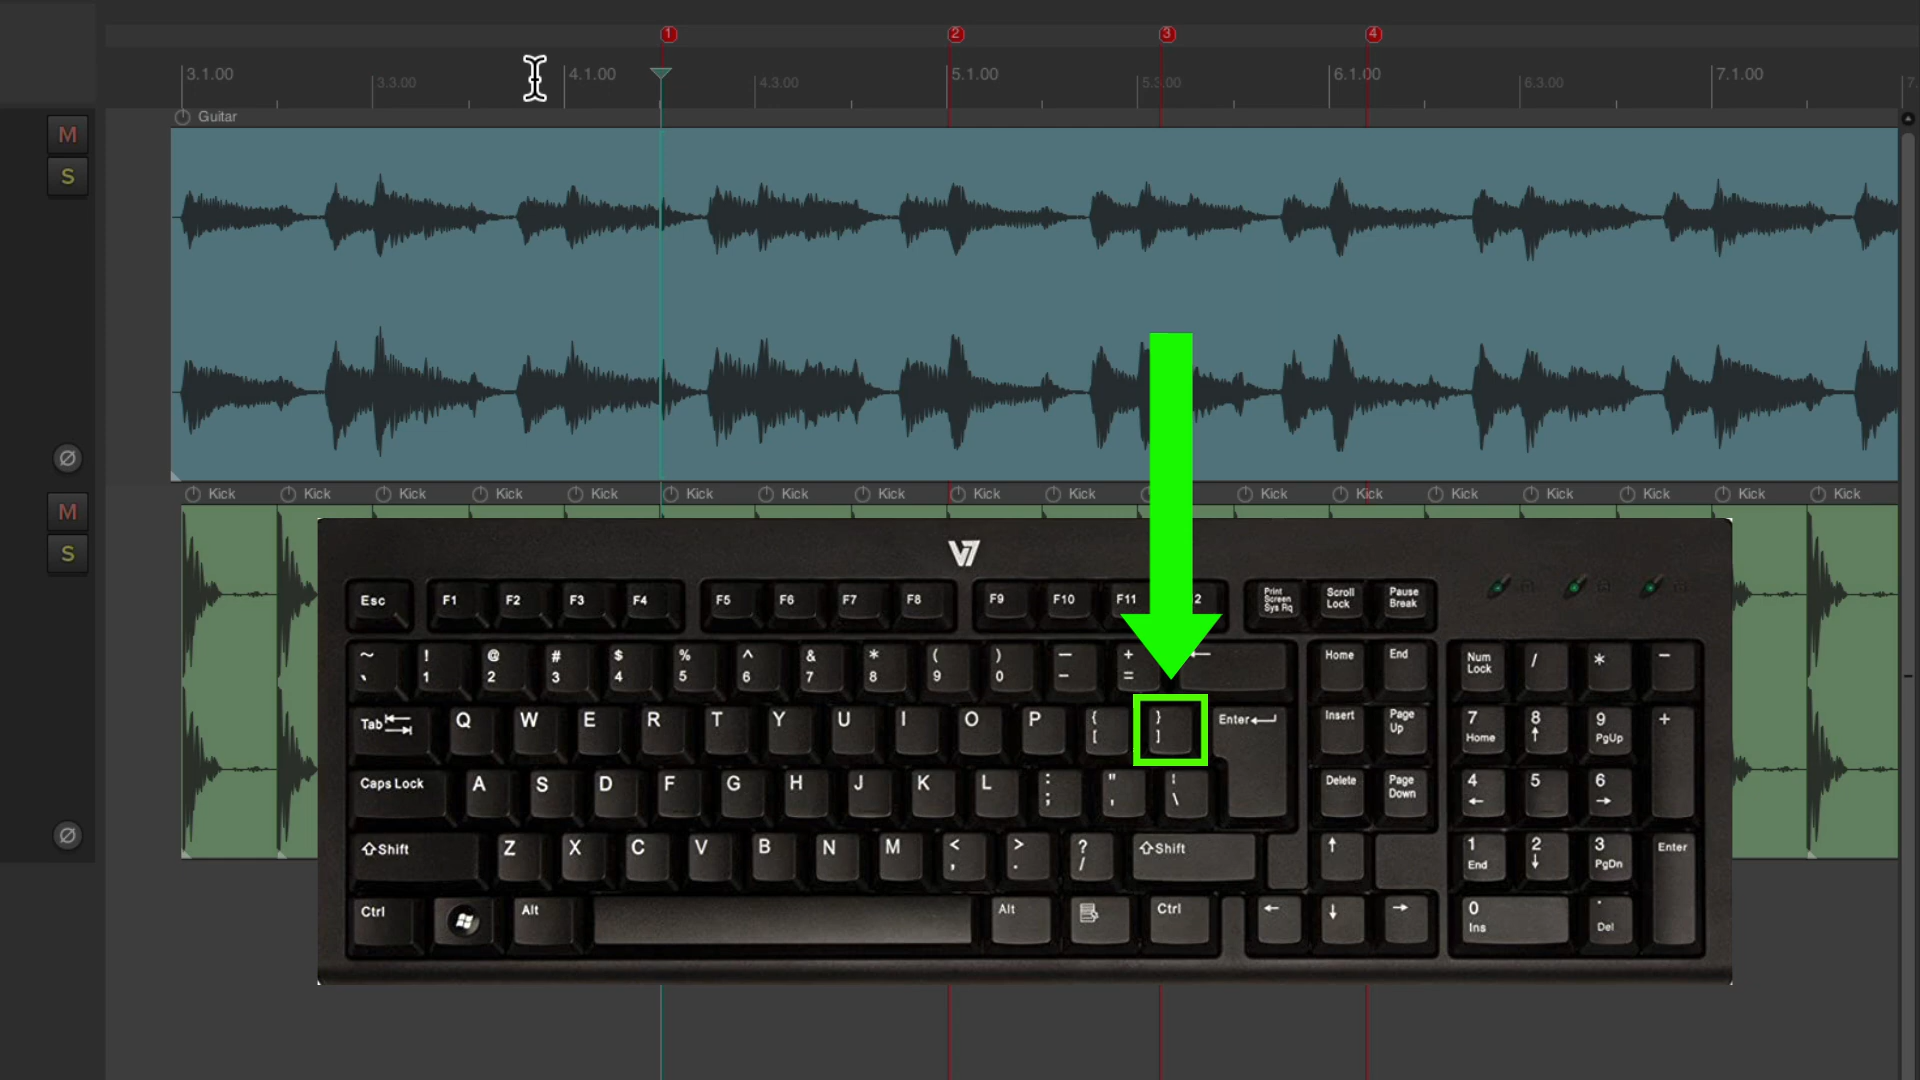 1 2 3 4
3.1.00 3.3.00 4.1.00 4.3.00 5.1.00 5.3.00 6.1.00 6.3.00 7.1.00 7.
Guitar
M
S
Ø
Kick Kick Kick Kick Kick Kick Kick Kick Kick Kick Kick Kick Kick Kick Kick Kick Kick
M
S
Ø
V7
Esc F1 F2 F3 F4 F5 F6 F7 F8 F9 F10 F11 2 Print Screen Sys Rq Scroll Lock Pause Break
~ ` ! 1 @ 2 # 3 $ 4 % 5 ^ 6 & 7 * 8 ( 9 ) 0 — – + = ← Home End Num Lock / * –
Tab Q W E R T Y U I O P { [ } ] Enter Insert Page Up 7 Home 8 ↑ 9 PgUp +
Caps Lock A S D F G H J K L : ; " ' ¦ \ Delete Page Down 4 ← 5 6 →
⇧Shift Z X C V B N M < , > . ? / ⇧Shift ↑ 1 End 2 ↓ 3 PgDn Enter
Ctrl Alt Alt Ctrl ← ↓ → 0 Ins . Del